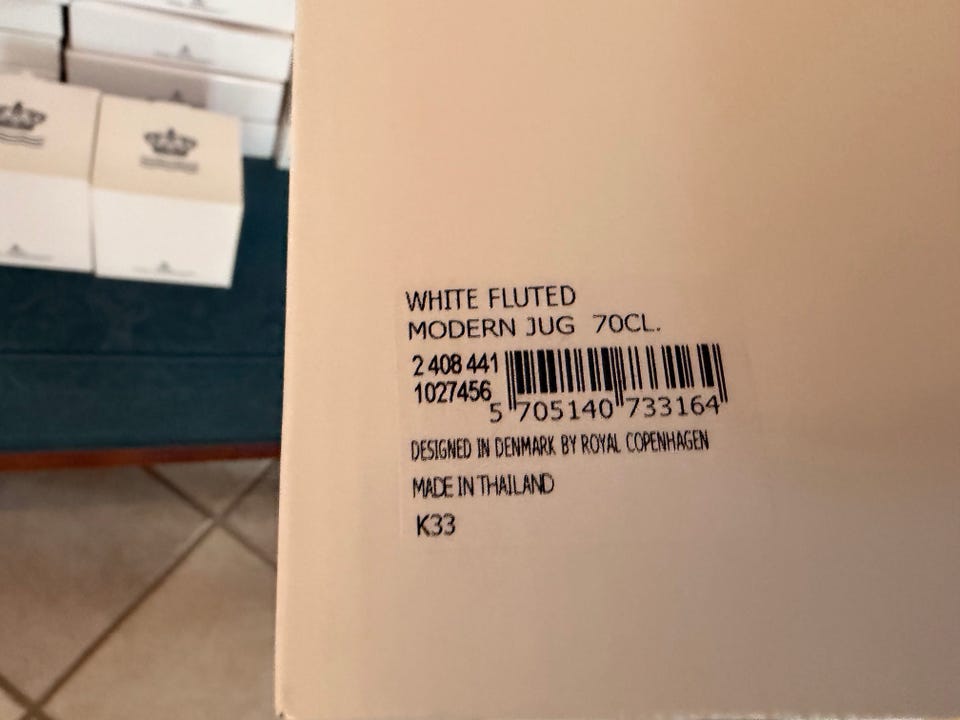 WHITE FLUTED
MODERN JUG 70CL.
2 408 441
1027456
5 705140 733164
DESIGNED IN DENMARK BY ROYAL COPENHAGEN
MADE IN THAILAND
K33